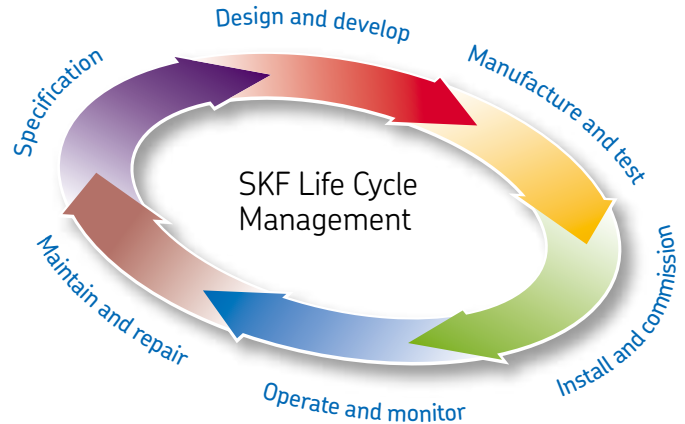 Design and develop
Manufacture and test
Specification
SKF Life Cycle
Management
Install and commission
Maintain and repair
Operate and monitor